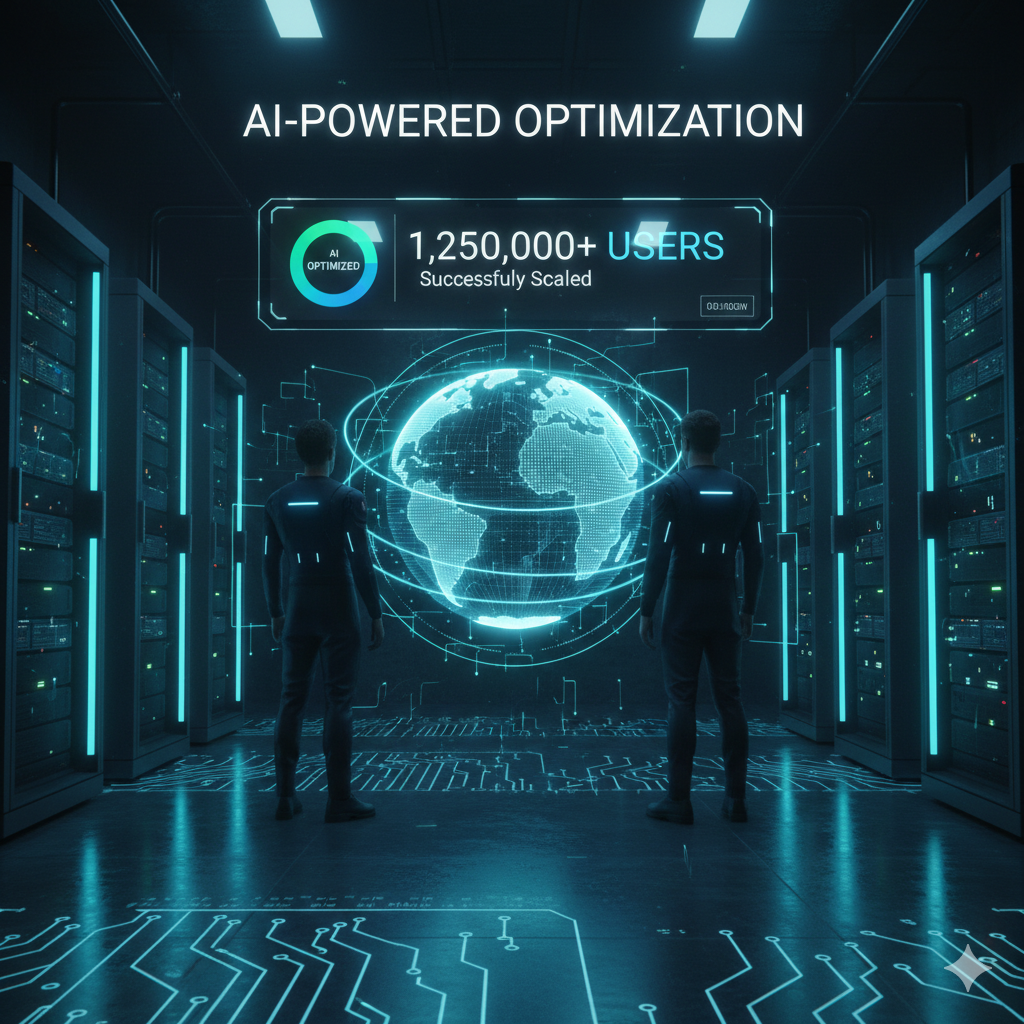 AI-POWERED OPTIMIZATION
AI
OPTIMIZED
1,250,000+ USERS
Successfuly Scaled